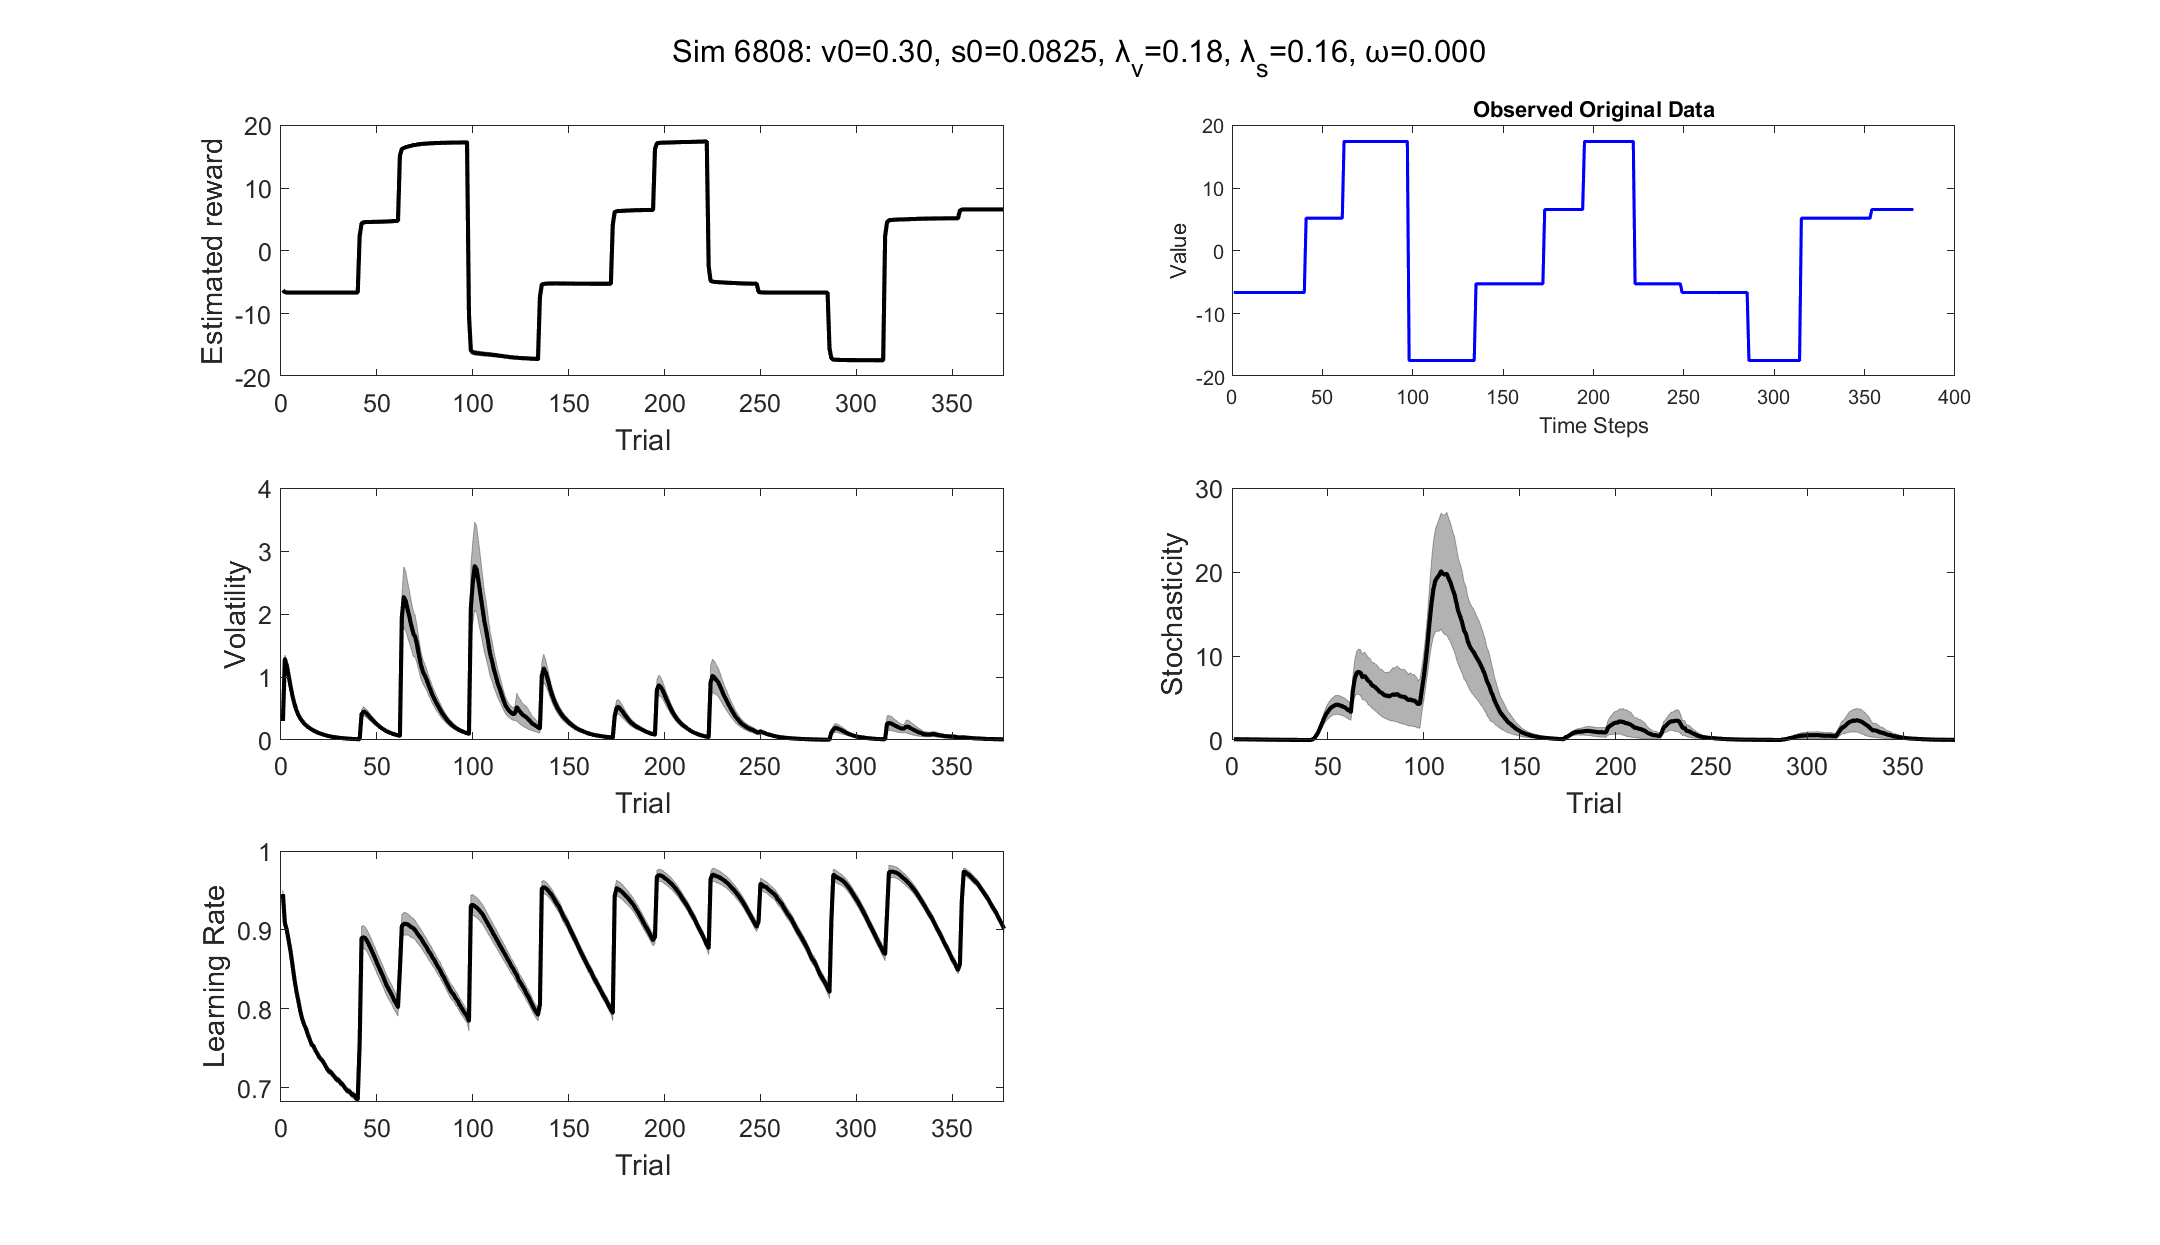 Sim 6808: v0=0.30, s0=0.0825, λv=0.18, λs=0.16, ω=0.000
Estimated reward
20
10
0
-10
-20
0 50 100 150 200 250 300 350
Trial
Observed Original Data
Value
20
10
0
-10
-20
0 50 100 150 200 250 300 350 400
Time Steps
Volatility
4
3
2
1
0
0 50 100 150 200 250 300 350
Trial
Stochasticity
30
20
10
0
0 50 100 150 200 250 300 350
Trial
Learning Rate
1
0.9
0.8
0.7
0 50 100 150 200 250 300 350
Trial